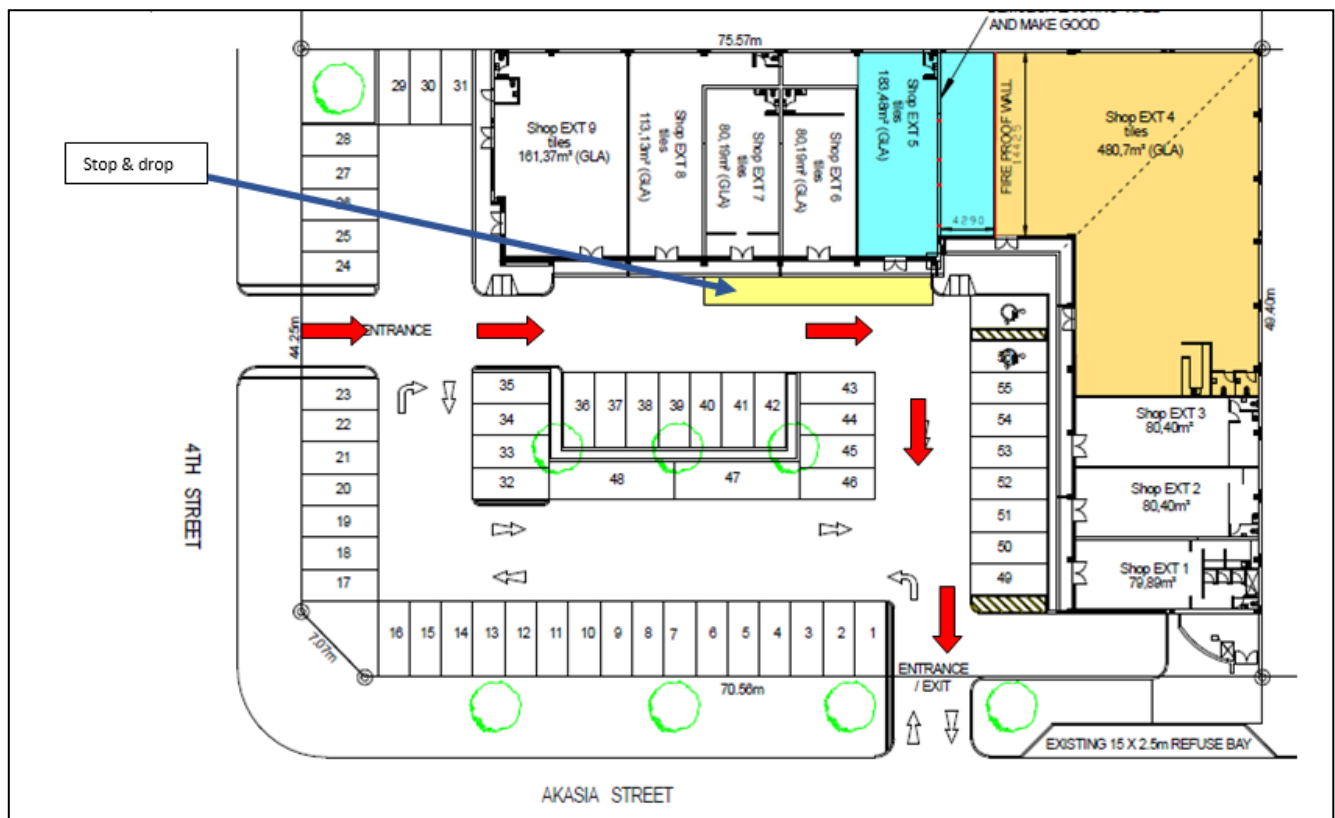 AND MAKE GOOD
75.57m
29
30
31
Shop EXT 9
tiles
161,37m² (GLA)
Shop EXT 8
tiles
113,13m² (GLA)
Shop EXT 7
tiles
80,19m² (GLA)
Shop EXT 6
tiles
80,19m² (GLA)
Shop EXT 5
tiles
183,48m² (GLA)
FIRE PROOF WALL
14425
4290
Shop EXT 4
tiles
480,7m² (GLA)
Stop & drop
28
27
26
25
24
ENTRANCE
44.25m
49.40m
23
22
21
20
19
18
17
35
34
33
32
36
37
38
39
40
41
42
43
44
45
46
48
47
55
54
53
52
51
50
49
Shop EXT 3
80,40m²
Shop EXT 2
80,40m²
Shop EXT 1
79,89m²
4TH STREET
7.07m
16
15
14
13
12
11
10
9
8
7
6
5
4
3
2
1
70.56m
ENTRANCE
/ EXIT
EXISTING 15 X 2.5m REFUSE BAY
AKASIA STREET